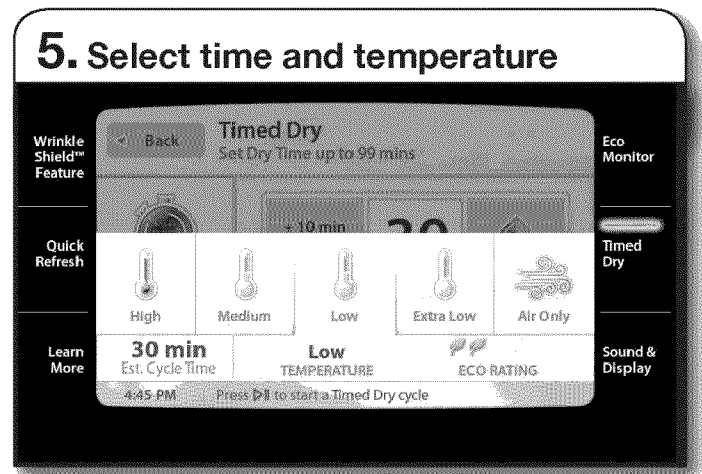 5. Select time and temperature
Wrinkle
Shield™
Feature
< Back
Timed Dry
Set Dry Time up to 99 mins
Eco
Monitor
+ 10 min
Quick
Refresh
Timed
Dry
High
Medium
Low
Extra Low
Air Only
Learn
More
30 min
Est. Cycle Time
Low
TEMPERATURE
ECO RATING
Sound &
Display
4:45 PM
Press to start a Timed Dry cycle